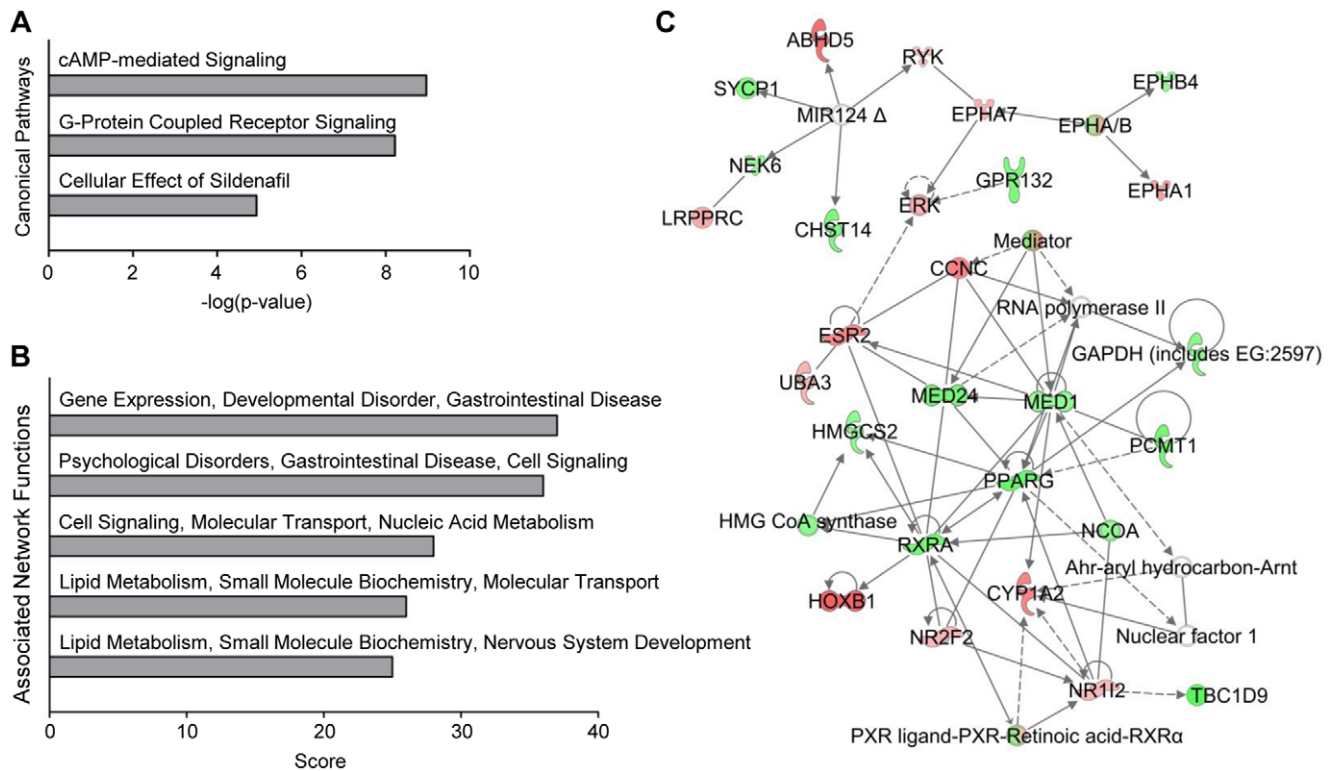 A
Canonical Pathways
cAMP-mediated Signaling
G-Protein Coupled Receptor Signaling
Cellular Effect of Sildenafil
0 2 4 6 8 10
-log(p-value)
B
Associated Network Functions
Gene Expression, Developmental Disorder, Gastrointestinal Disease
Psychological Disorders, Gastrointestinal Disease, Cell Signaling
Cell Signaling, Molecular Transport, Nucleic Acid Metabolism
Lipid Metabolism, Small Molecule Biochemistry, Molecular Transport
Lipid Metabolism, Small Molecule Biochemistry, Nervous System Development
0 10 20 30 40
Score
C
ABHD5
RYK
SYCP1
EPHB4
MIR124 Δ
EPHA7
EPHA/B
NEK6
GPR132
EPHA1
LRPPRC
ERK
CHST14
Mediator
CCNC
RNA polymerase II
ESR2
GAPDH (includes EG:2597)
UBA3
MED24
MED1
HMGCS2
PCMT1
PPARG
HMG CoA synthase
NCOA
RXRA
Ahr-aryl hydrocarbon-Arnt
CYP1A2
HOXB1
NR2F2
Nuclear factor 1
NR1I2
TBC1D9
PXR ligand-PXR-Retinoic acid-RXRα